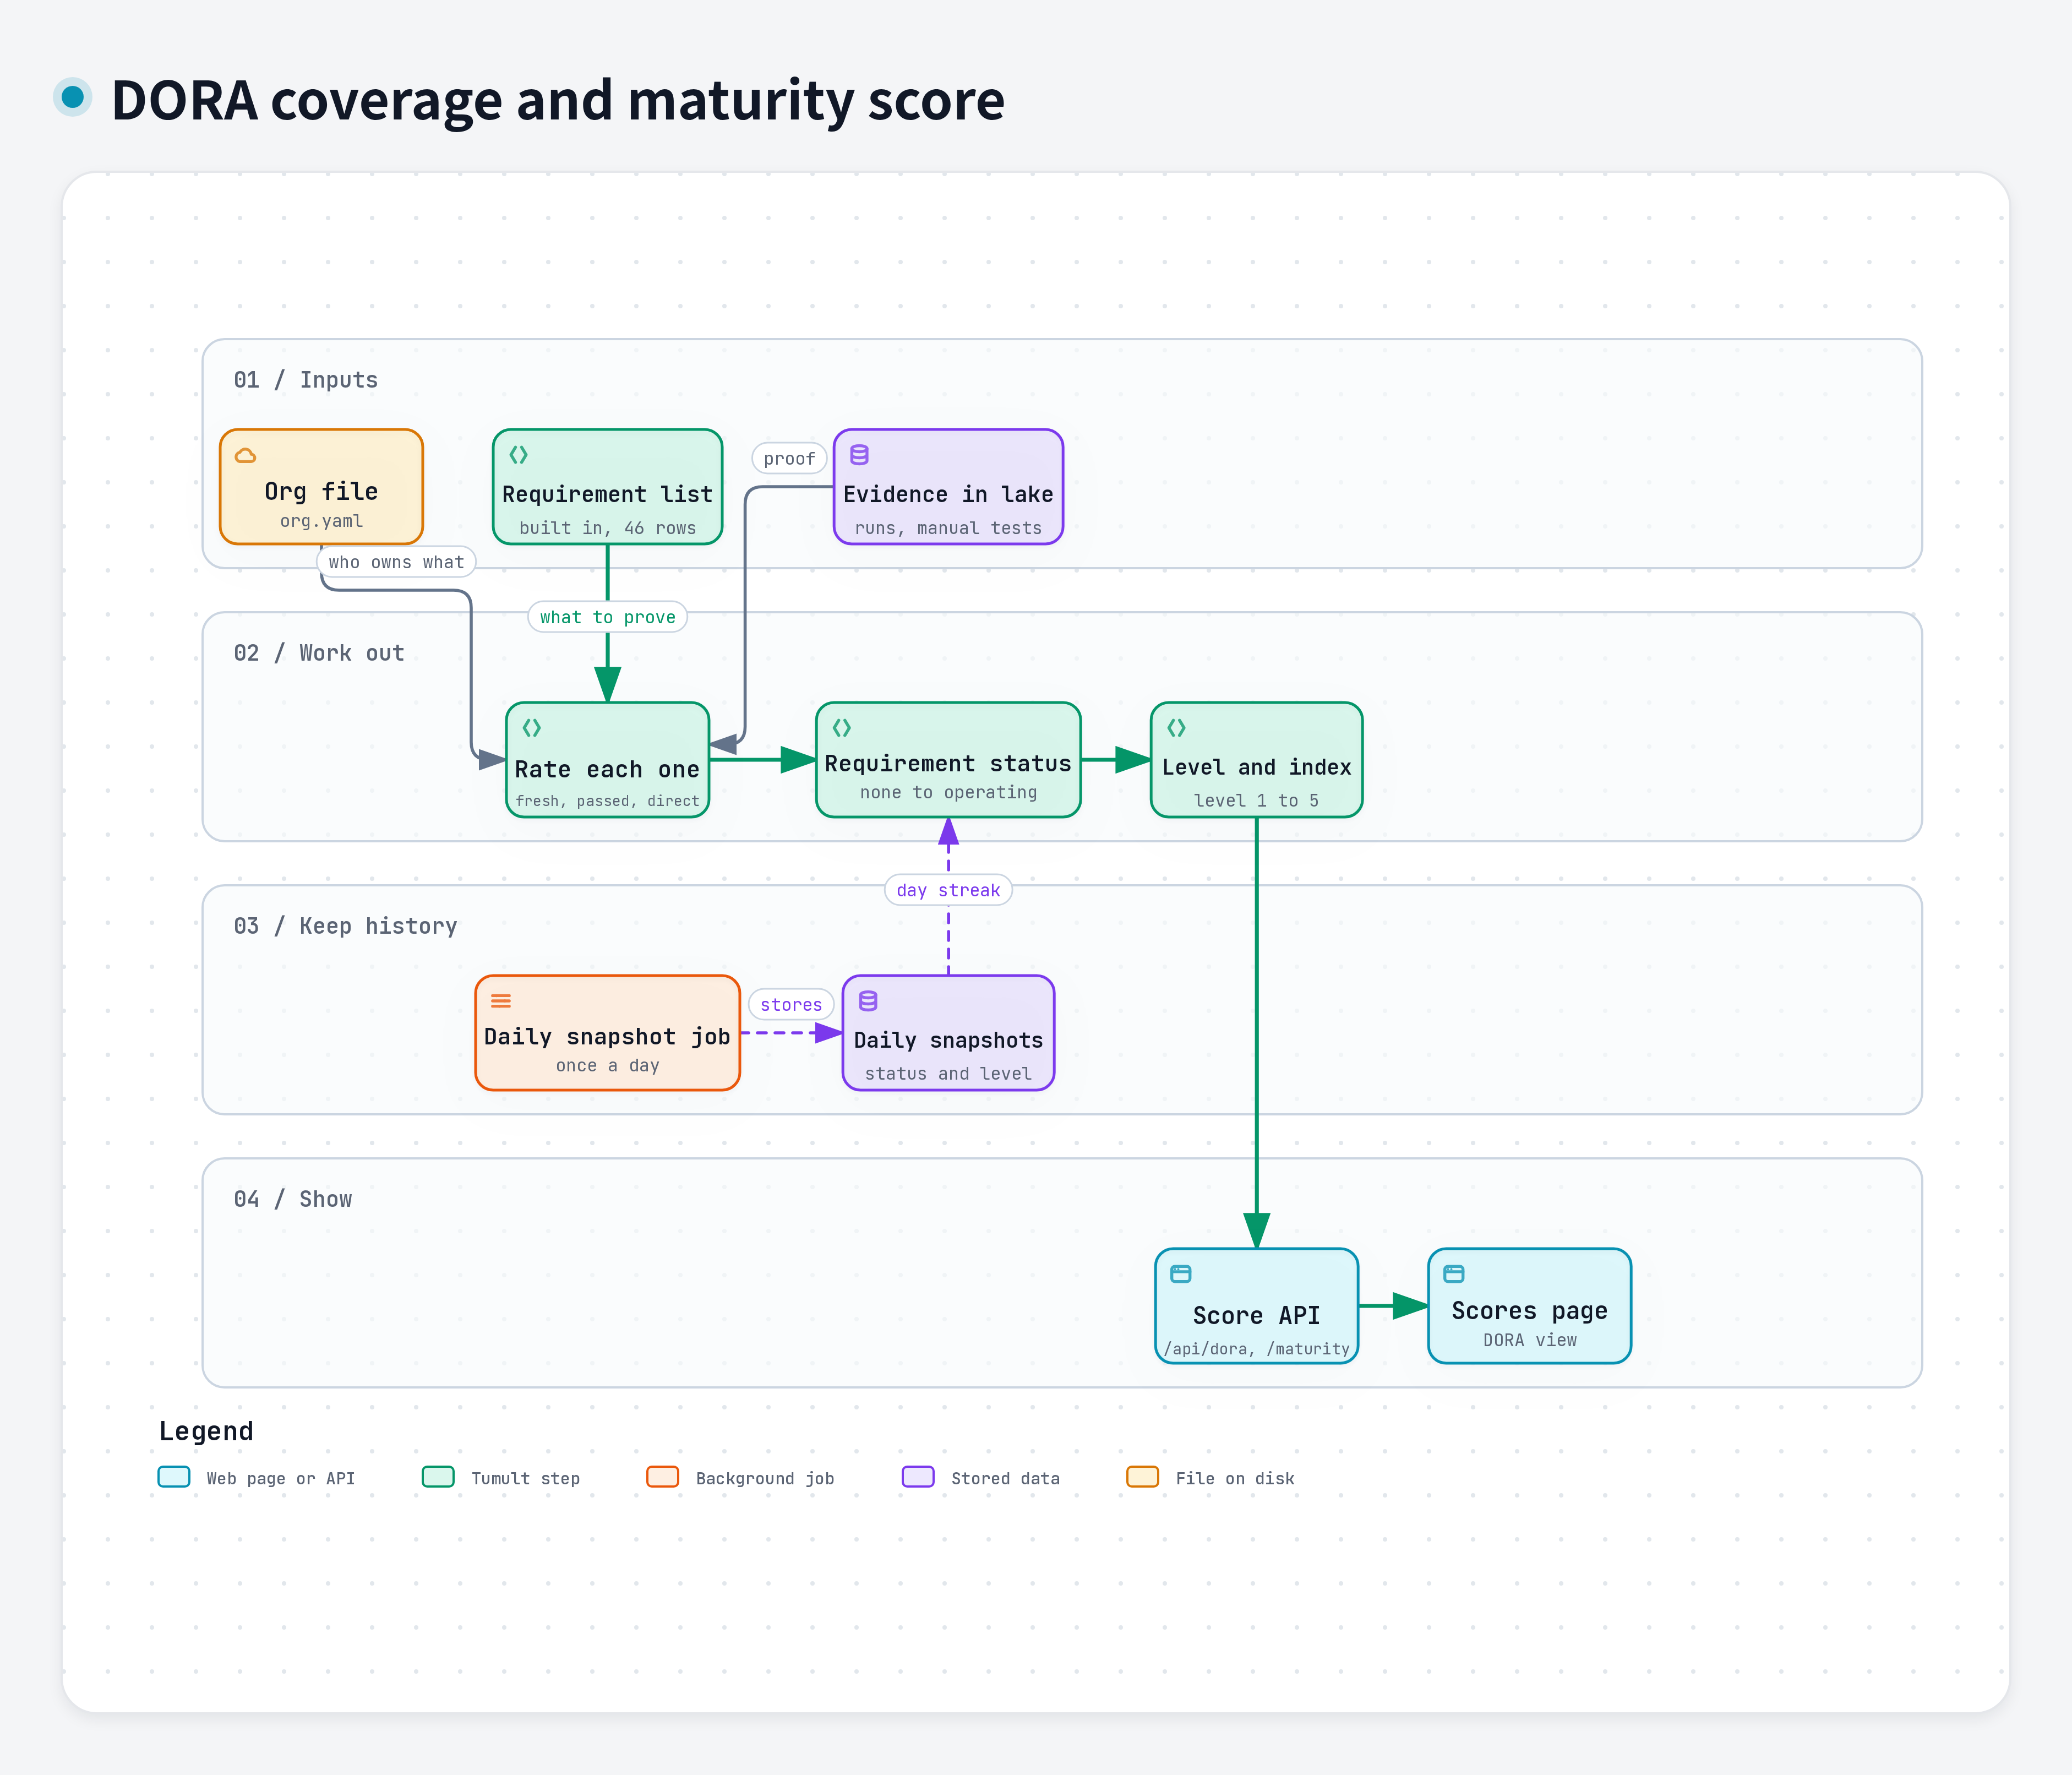 DORA coverage and maturity score
01 / Inputs
Org file
org.yaml
Requirement list
built in, 46 rows
proof
Evidence in lake
runs, manual tests
who owns what
what to prove
02 / Work out
Rate each one
fresh, passed, direct
Requirement status
none to operating
Level and index
level 1 to 5
day streak
03 / Keep history
Daily snapshot job
once a day
stores
Daily snapshots
status and level
04 / Show
Score API
/api/dora, /maturity
Scores page
DORA view
Legend
Web page or API
Tumult step
Background job
Stored data
File on disk